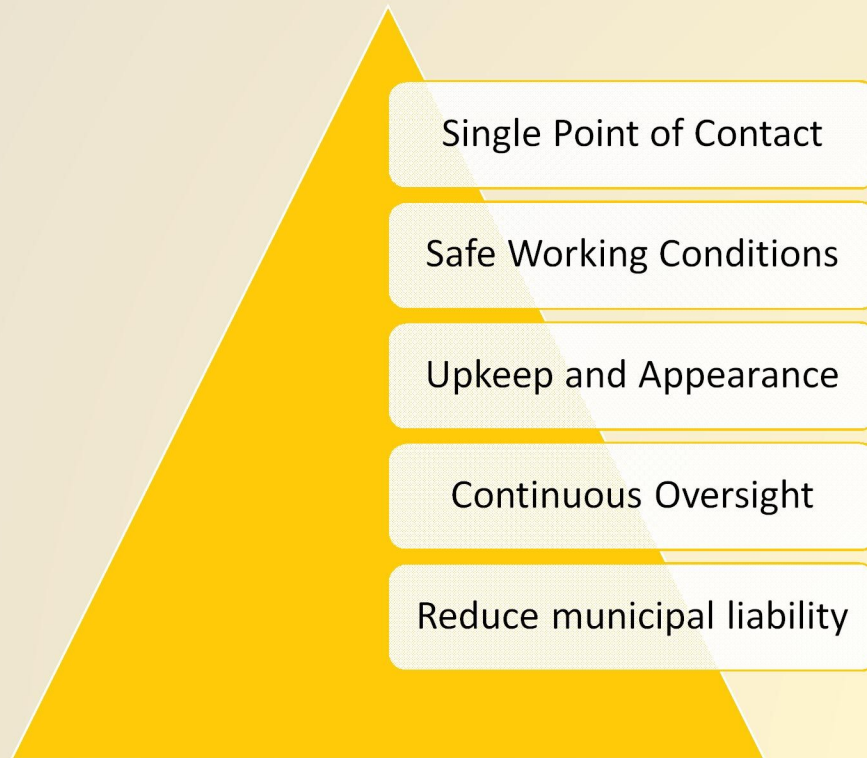 Single Point of Contact
Safe Working Conditions
Upkeep and Appearance
Continuous Oversight
Reduce municipal liability